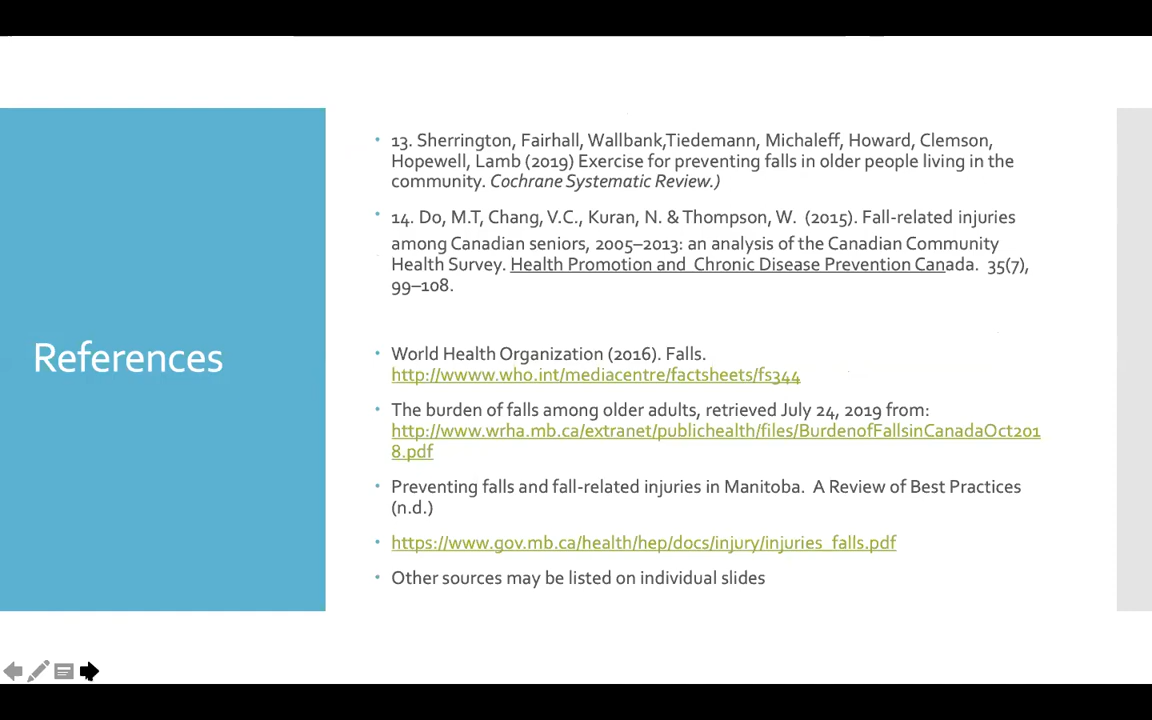 References
• 13. Sherrington, Fairhall, Wallbank,Tiedemann, Michaleff, Howard, Clemson,
Hopewell, Lamb (2019) Exercise for preventing falls in older people living in the
community. Cochrane Systematic Review.)
• 14. Do, M.T, Chang, V.C., Kuran, N. & Thompson, W. (2015). Fall-related injuries
among Canadian seniors, 2005–2013: an analysis of the Canadian Community
Health Survey. Health Promotion and Chronic Disease Prevention Canada. 35(7),
99–108.
• World Health Organization (2016). Falls.
http://wwww.who.int/mediacentre/factsheets/fs344
• The burden of falls among older adults, retrieved July 24, 2019 from:
http://www.wrha.mb.ca/extranet/publichealth/files/BurdenofFallsinCanadaOct201
8.pdf
• Preventing falls and fall-related injuries in Manitoba. A Review of Best Practices
(n.d.)
• https://www.gov.mb.ca/health/hep/docs/injury/injuries_falls.pdf
• Other sources may be listed on individual slides